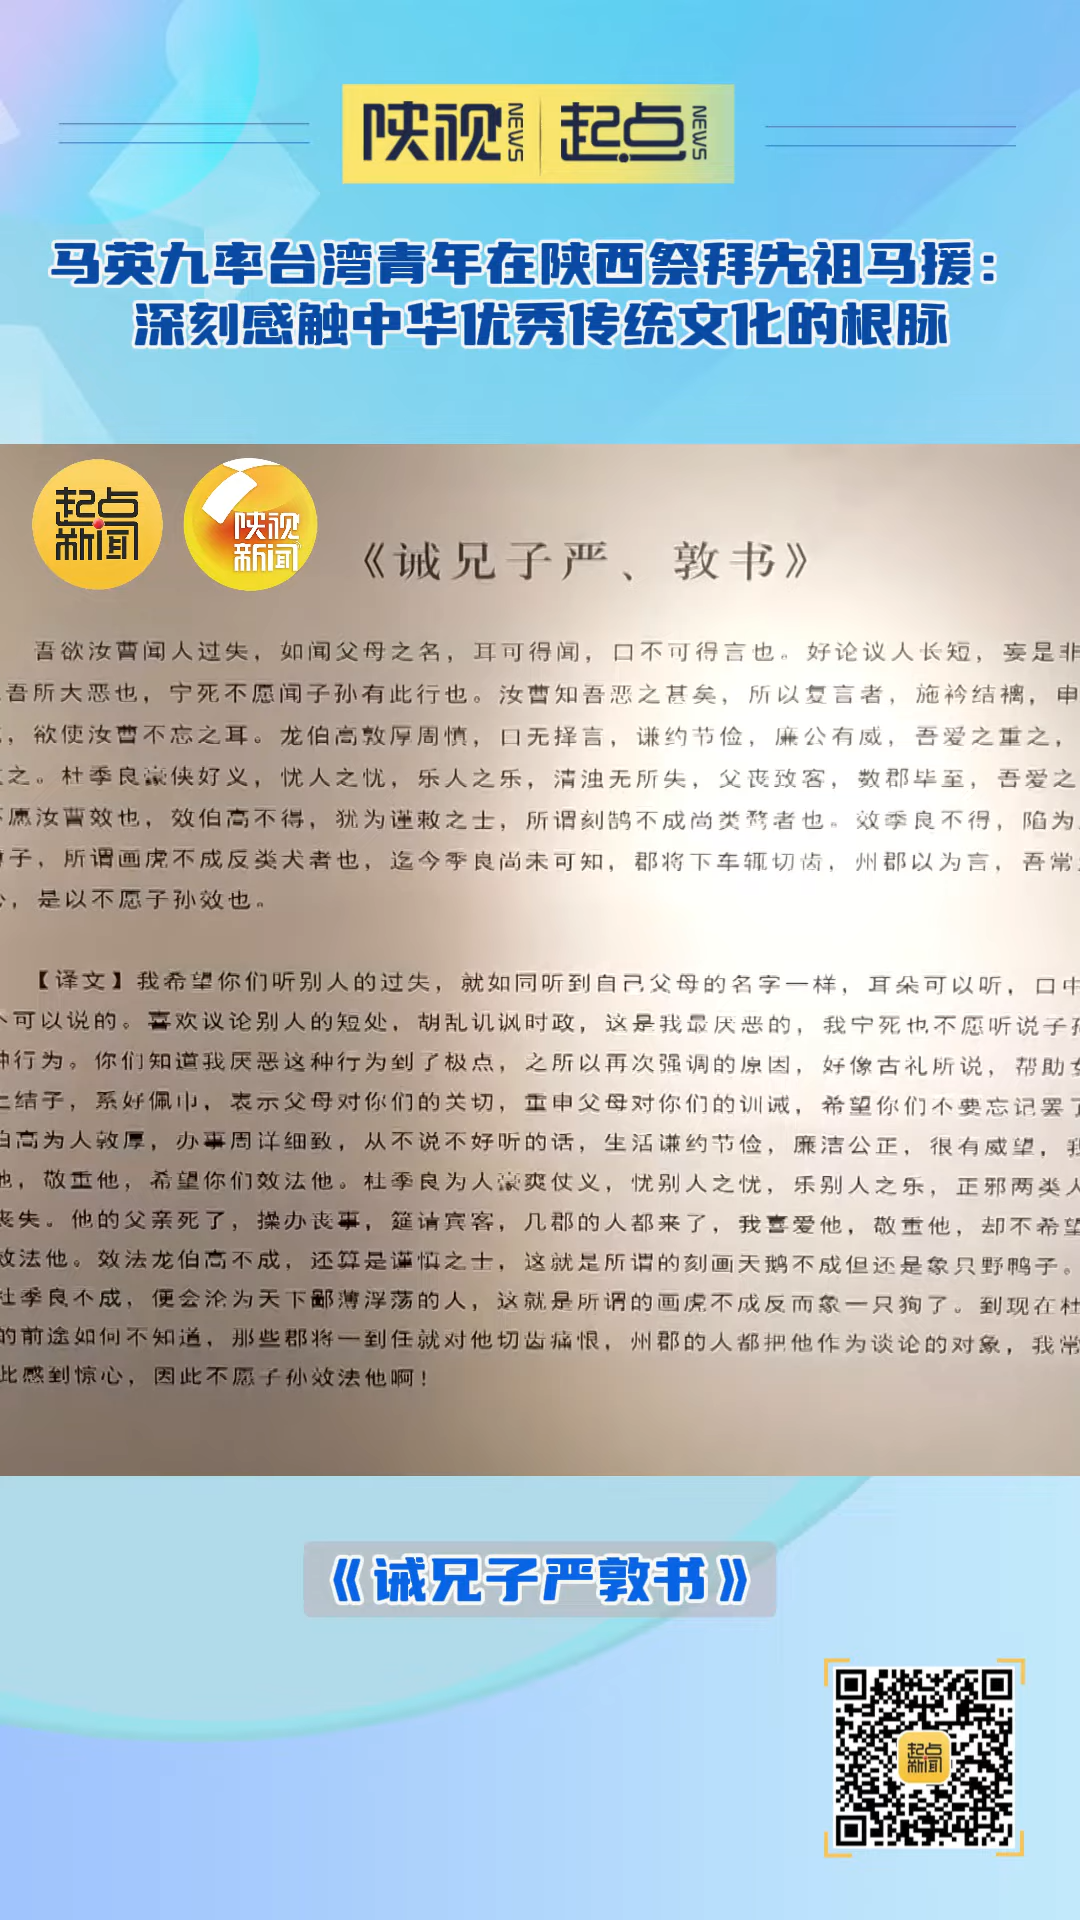 陕视NEWS 起点NEWS
马英九率台湾青年在陕西祭拜先祖马援：
深刻感触中华优秀传统文化的根脉
起点新闻
陕视新闻
《诫兄子严、敦书》
吾欲汝曹闻人过失，如闻父母之名，耳可得闻，口不可得言也。好论议人长短，妄是非
吾所大恶也，宁死不愿闻子孙有此行也。汝曹知吾恶之甚矣，所以复言者，施衿结褵，申
，欲使汝曹不忘之耳。龙伯高敦厚周慎，口无择言，谦约节俭，廉公有威，吾爱之重之，
之。杜季良豪侠好义，忧人之忧，乐人之乐，清浊无所失，父丧致客，数郡毕至，吾爱之
愿汝曹效也，效伯高不得，犹为谨敕之士，所谓刻鹄不成尚类鹜者也。效季良不得，陷为
子，所谓画虎不成反类犬者也，迄今季良尚未可知，郡将下车辄切齿，州郡以为言，吾常
，是以不愿子孙效也。
【译文】我希望你们听别人的过失，就如同听到自己父母的名字一样，耳朵可以听，口中
可以说的。喜欢议论别人的短处，胡乱讥讽时政，这是我最厌恶的，我宁死也不愿听说子孙
种行为。你们知道我厌恶这种行为到了极点，之所以再次强调的原因，好像古礼所说，帮助女
上结子，系好佩巾，表示父母对你们的关切，重申父母对你们的训诫，希望你们不要忘记罢了
伯高为人敦厚，办事周详细致，从不说不好听的话，生活谦约节俭，廉洁公正，很有威望，我
他，敬重他，希望你们效法他。杜季良为人豪爽仗义，忧别人之忧，乐别人之乐，正邪两类人
丧失。他的父亲死了，操办丧事，筵请宾客，几郡的人都来了，我喜爱他，敬重他，却不希望
效法他。效法龙伯高不成，还算是谨慎之士，这就是所谓的刻画天鹅不成但还是象只野鸭子。
杜季良不成，便会沦为天下鄙薄浮荡的人，这就是所谓的画虎不成反而象一只狗了。到现在杜
的前途如何不知道，那些郡将一到任就对他切齿痛恨，州郡的人都把他作为谈论的对象，我常
此感到惊心，因此不愿子孙效法他啊！
《诫兄子严敦书》
起点新闻